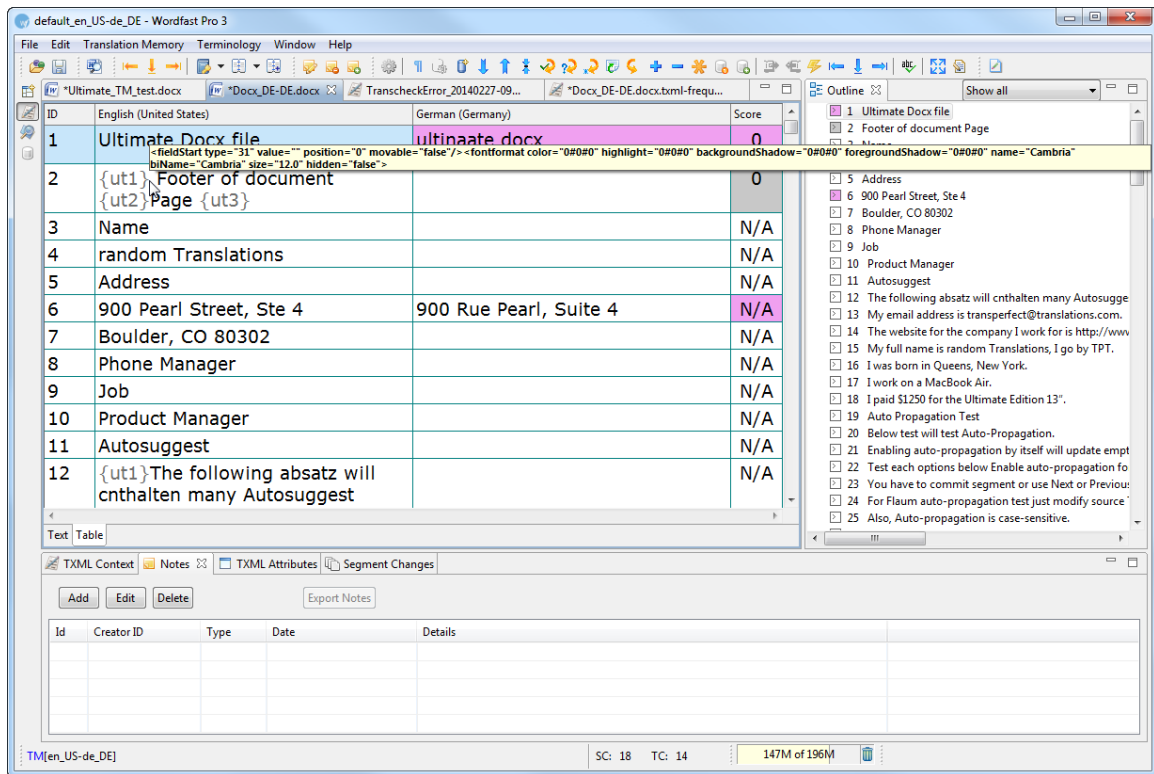 default_en_US-de_DE - Wordfast Pro 3
File Edit Translation Memory Terminology Window Help
*Ultimate_TM_test.docx *Docx_DE-DE.docx TranscheckError_20140227-09... *Docx_DE-DE.docx.txml-frequ...
ID English (United States) German (Germany) Score
1 Ultimate Docx file ultinaate docx 0
<fieldStart type="31" value="" position="0" movable="false"/><fontformat color="0#0#0" highlight="0#0#0" backgroundShadow="0#0#0" foregroundShadow="0#0#0" name="Cambria"
biName="Cambria" size="12.0" hidden="false">
2 {ut1} Footer of document 0
{ut2}Page {ut3}
3 Name N/A
4 random Translations N/A
5 Address N/A
6 900 Pearl Street, Ste 4 900 Rue Pearl, Suite 4 N/A
7 Boulder, CO 80302 N/A
8 Phone Manager N/A
9 Job N/A
10 Product Manager N/A
11 Autosuggest N/A
12 {ut1}The following absatz will N/A
cnthalten many Autosuggest
Text Table
Outline Show all
1 Ultimate Docx file
2 Footer of document Page
5 Address
6 900 Pearl Street, Ste 4
7 Boulder, CO 80302
8 Phone Manager
9 Job
10 Product Manager
11 Autosuggest
12 The following absatz will cnthalten many Autosugge
13 My email address is transperfect@translations.com.
14 The website for the company I work for is http://www
15 My full name is random Translations, I go by TPT.
16 I was born in Queens, New York.
17 I work on a MacBook Air.
18 I paid $1250 for the Ultimate Edition 13".
19 Auto Propagation Test
20 Below test will test Auto-Propagation.
21 Enabling auto-propagation by itself will update empt
22 Test each options below Enable auto-propagation fo
23 You have to commit segment or use Next or Previou
24 For Flaum auto-propagation test just modify source
25 Also, Auto-propagation is case-sensitive.
TXML Context Notes TXML Attributes Segment Changes
Add Edit Delete Export Notes
Id Creator ID Type Date Details
TM[en_US-de_DE] SC: 18 TC: 14 147M of 196M